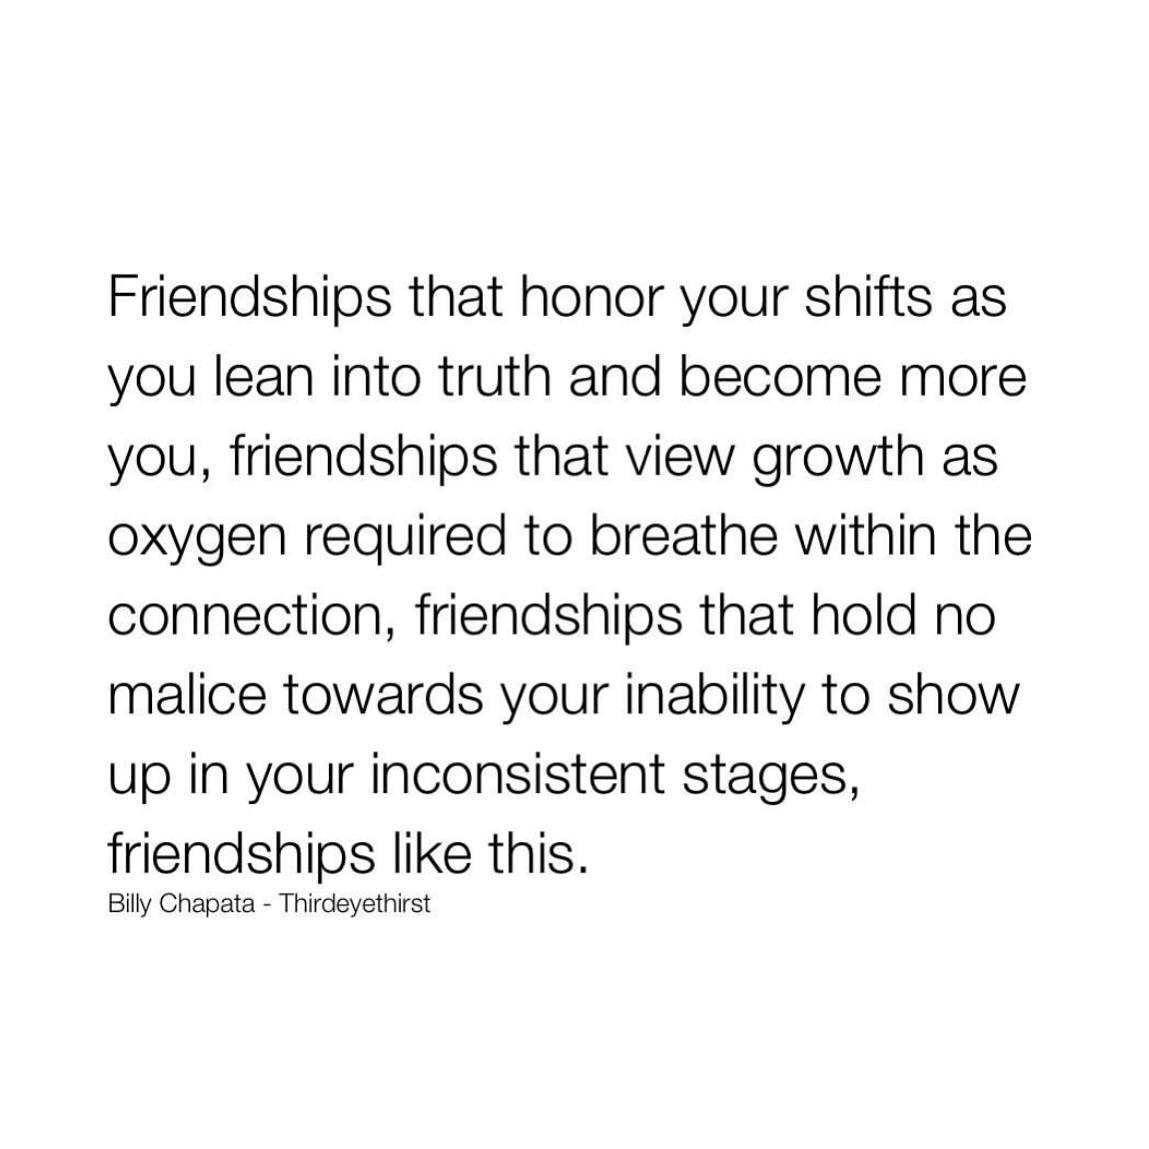 Friendships that honor your shifts as
you lean into truth and become more
you, friendships that view growth as
oxygen required to breathe within the
connection, friendships that hold no
malice towards your inability to show
up in your inconsistent stages,
friendships like this.
Billy Chapata - Thirdeyethirst